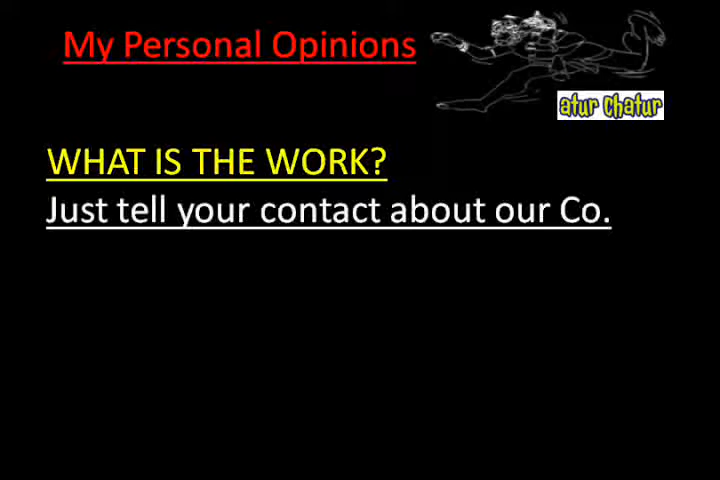 My Personal Opinions
atur chatur
WHAT IS THE WORK?
Just tell your contact about our Co.